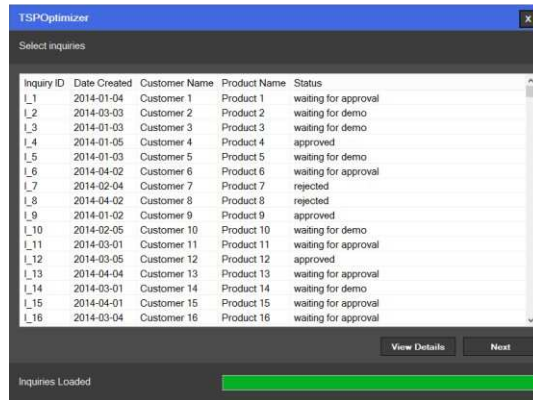 TSPOptimizer x
Select inquiries
Inquiry ID Date Created Customer Name Product Name Status
I_1 2014-01-04 Customer 1 Product 1 waiting for approval
I_2 2014-03-03 Customer 2 Product 2 waiting for demo
I_3 2014-01-03 Customer 3 Product 3 waiting for demo
I_4 2014-01-05 Customer 4 Product 4 approved
I_5 2014-01-03 Customer 5 Product 5 waiting for demo
I_6 2014-04-02 Customer 6 Product 6 waiting for approval
I_7 2014-02-04 Customer 7 Product 7 rejected
I_8 2014-04-02 Customer 8 Product 8 rejected
I_9 2014-01-02 Customer 9 Product 9 approved
I_10 2014-02-05 Customer 10 Product 10 waiting for demo
I_11 2014-03-01 Customer 11 Product 11 waiting for approval
I_12 2014-03-05 Customer 12 Product 12 approved
I_13 2014-04-04 Customer 13 Product 13 waiting for approval
I_14 2014-03-01 Customer 14 Product 14 waiting for demo
I_15 2014-04-01 Customer 15 Product 15 waiting for approval
I_16 2014-03-04 Customer 16 Product 16 waiting for approval
View Details Next
Inquiries Loaded